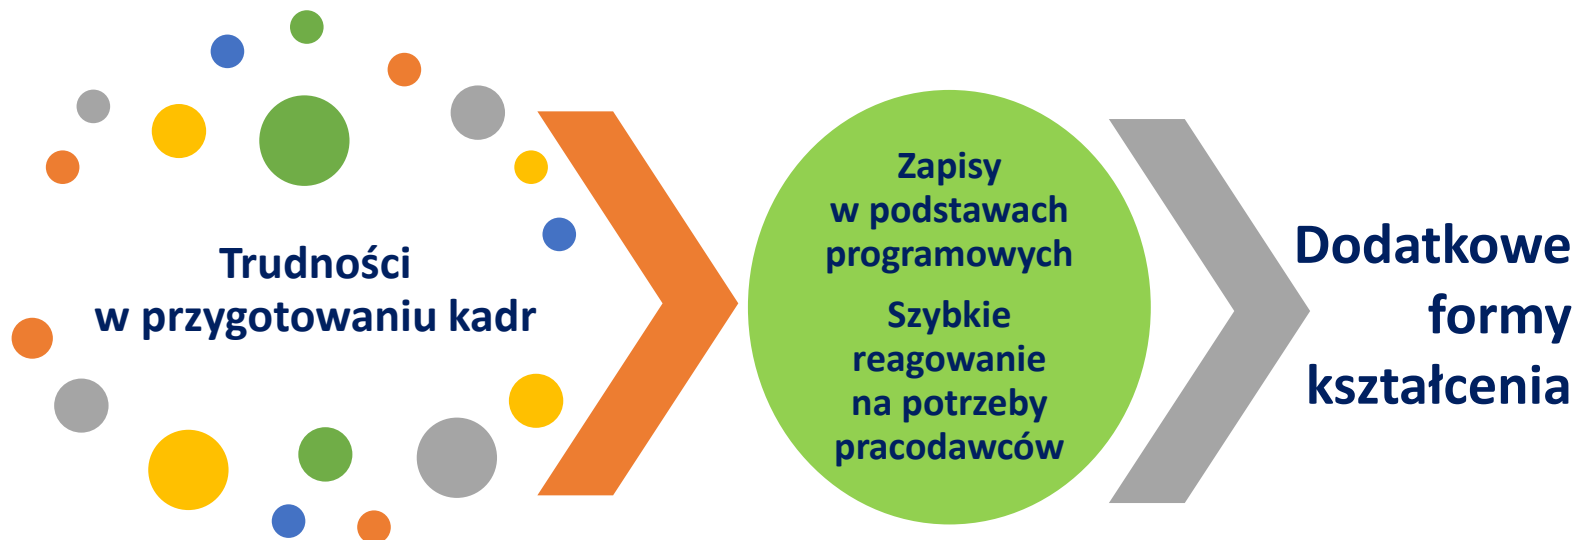 Trudności
w przygotowaniu kadr
Zapisy
w podstawach
programowych
Szybkie
reagowanie
na potrzeby
pracodawców
Dodatkowe
formy
kształcenia